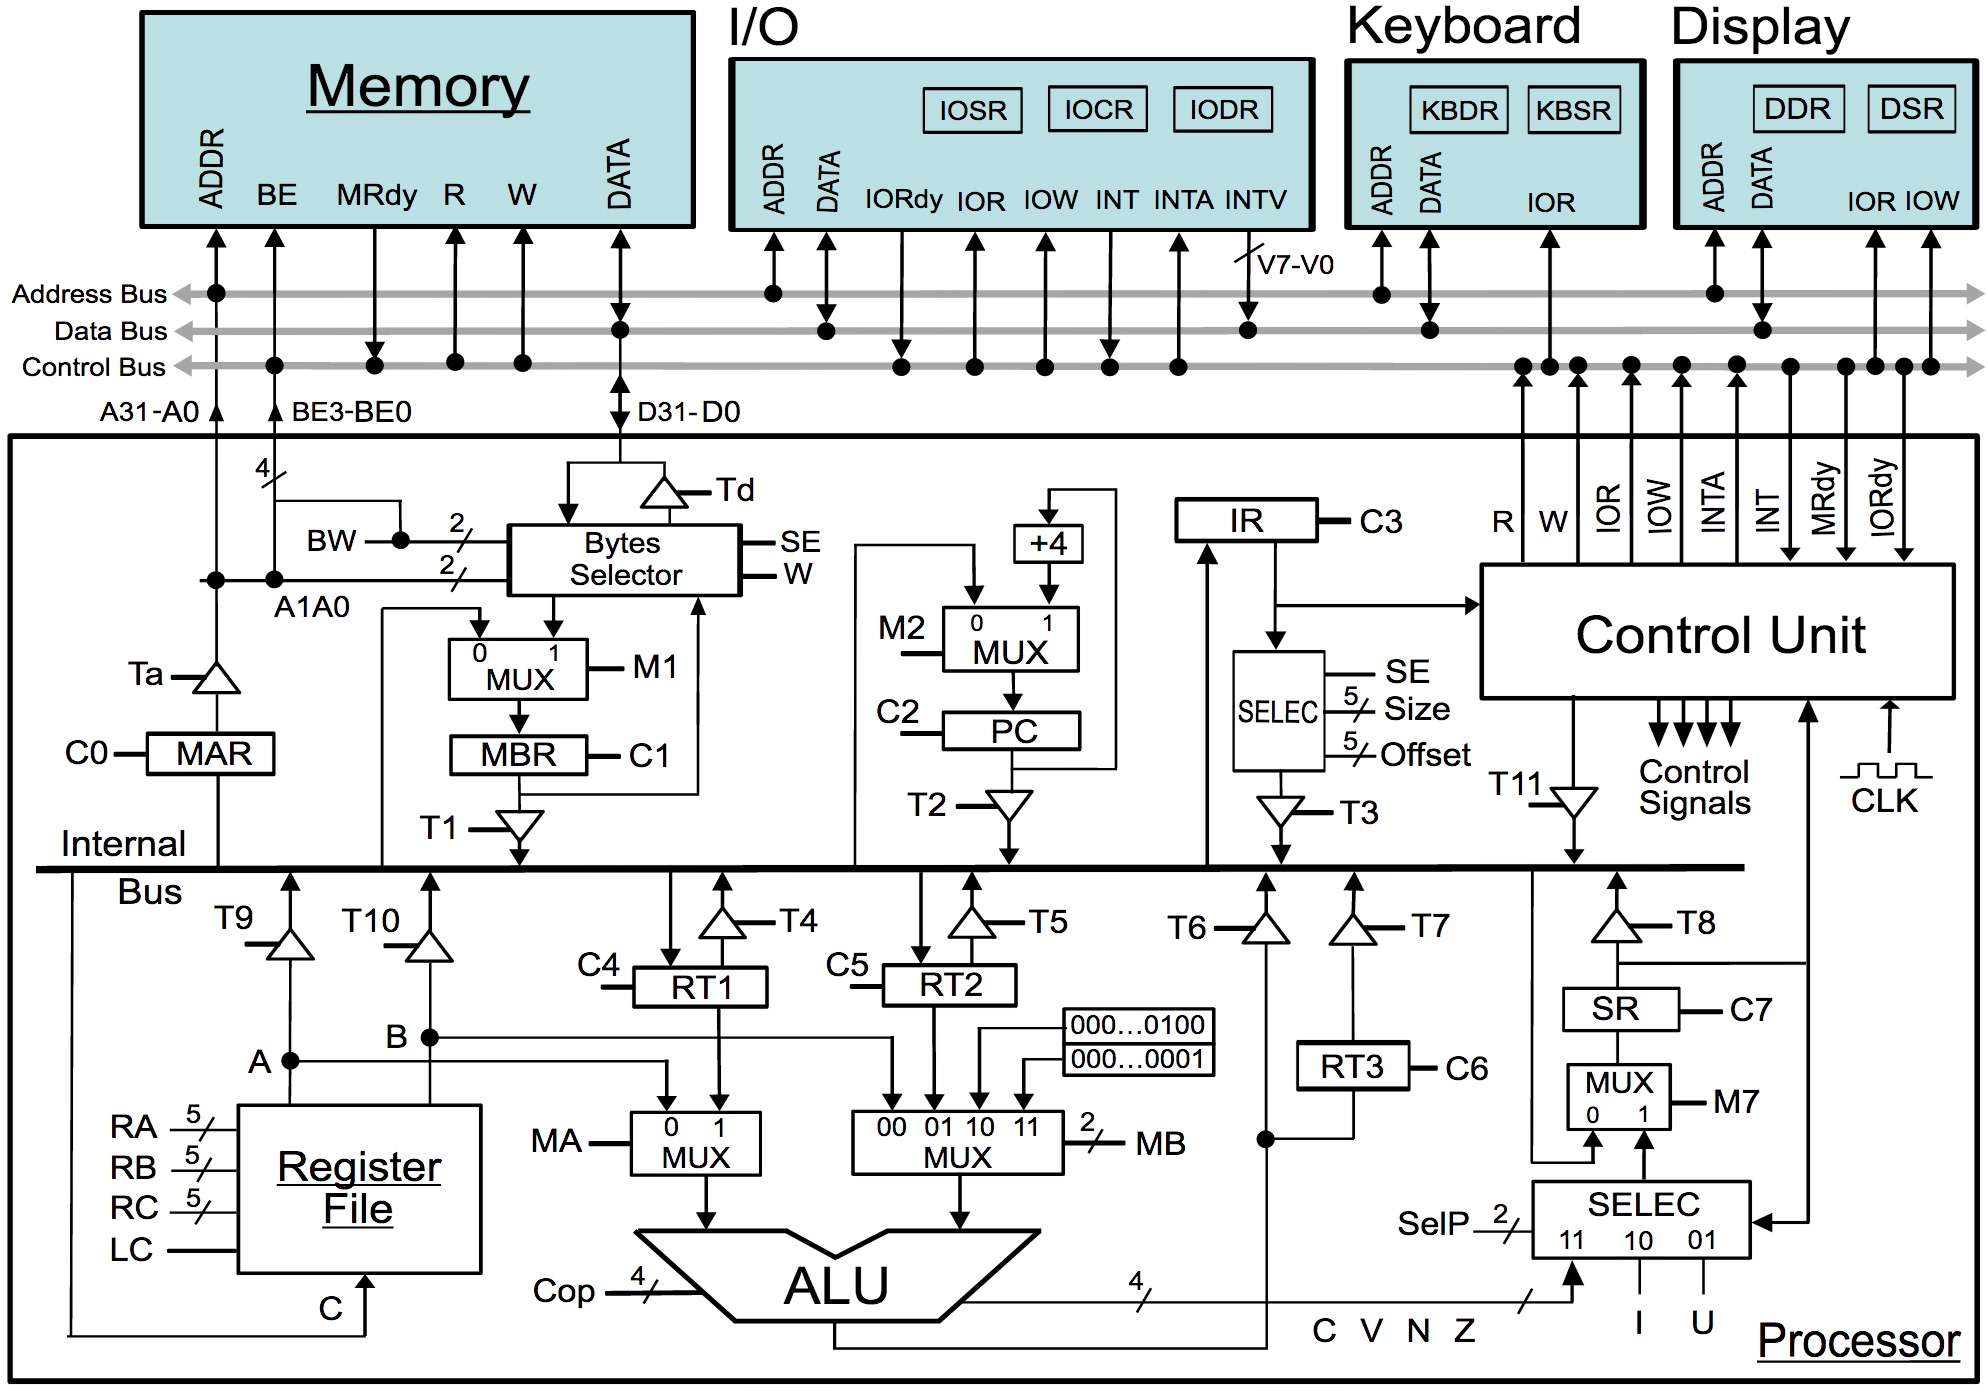 I/O
Keyboard
Display
Memory
IOSR
IOCR
IODR
KBDR
KBSR
DDR
DSR
ADDR
BE
MRdy
R
W
DATA
ADDR
DATA
IORdy
IOR
IOW
INT
INTA
INTV
ADDR
DATA
IOR
ADDR
DATA
IOR
IOW
V7-V0
Address Bus
Data Bus
Control Bus
A31-A0
BE3-BE0
D31-D0
4
Td
BW
2
2
A1A0
Bytes
Selector
SE
W
+4
IR
C3
R
W
IOR
IOW
INTA
INT
MRdy
IORdy
Control Unit
Ta
0
1
MUX
M1
M2
0
1
MUX
C2
PC
SELEC
SE
5
Size
5
Offset
C0
MAR
MBR
C1
T1
T2
T3
T11
Control
Signals
CLK
Internal
Bus
T9
T10
T4
T5
T6
T7
T8
C4
RT1
C5
RT2
000...0100
000...0001
SR
C7
RT3
C6
MUX
0
1
M7
A
B
RA
5
RB
5
RC
5
LC
Register
File
C
MA
0
1
MUX
00
01
10
11
MUX
2
MB
SelP
2
SELEC
11
10
01
Cop
4
ALU
4
C V N Z
I
U
Processor